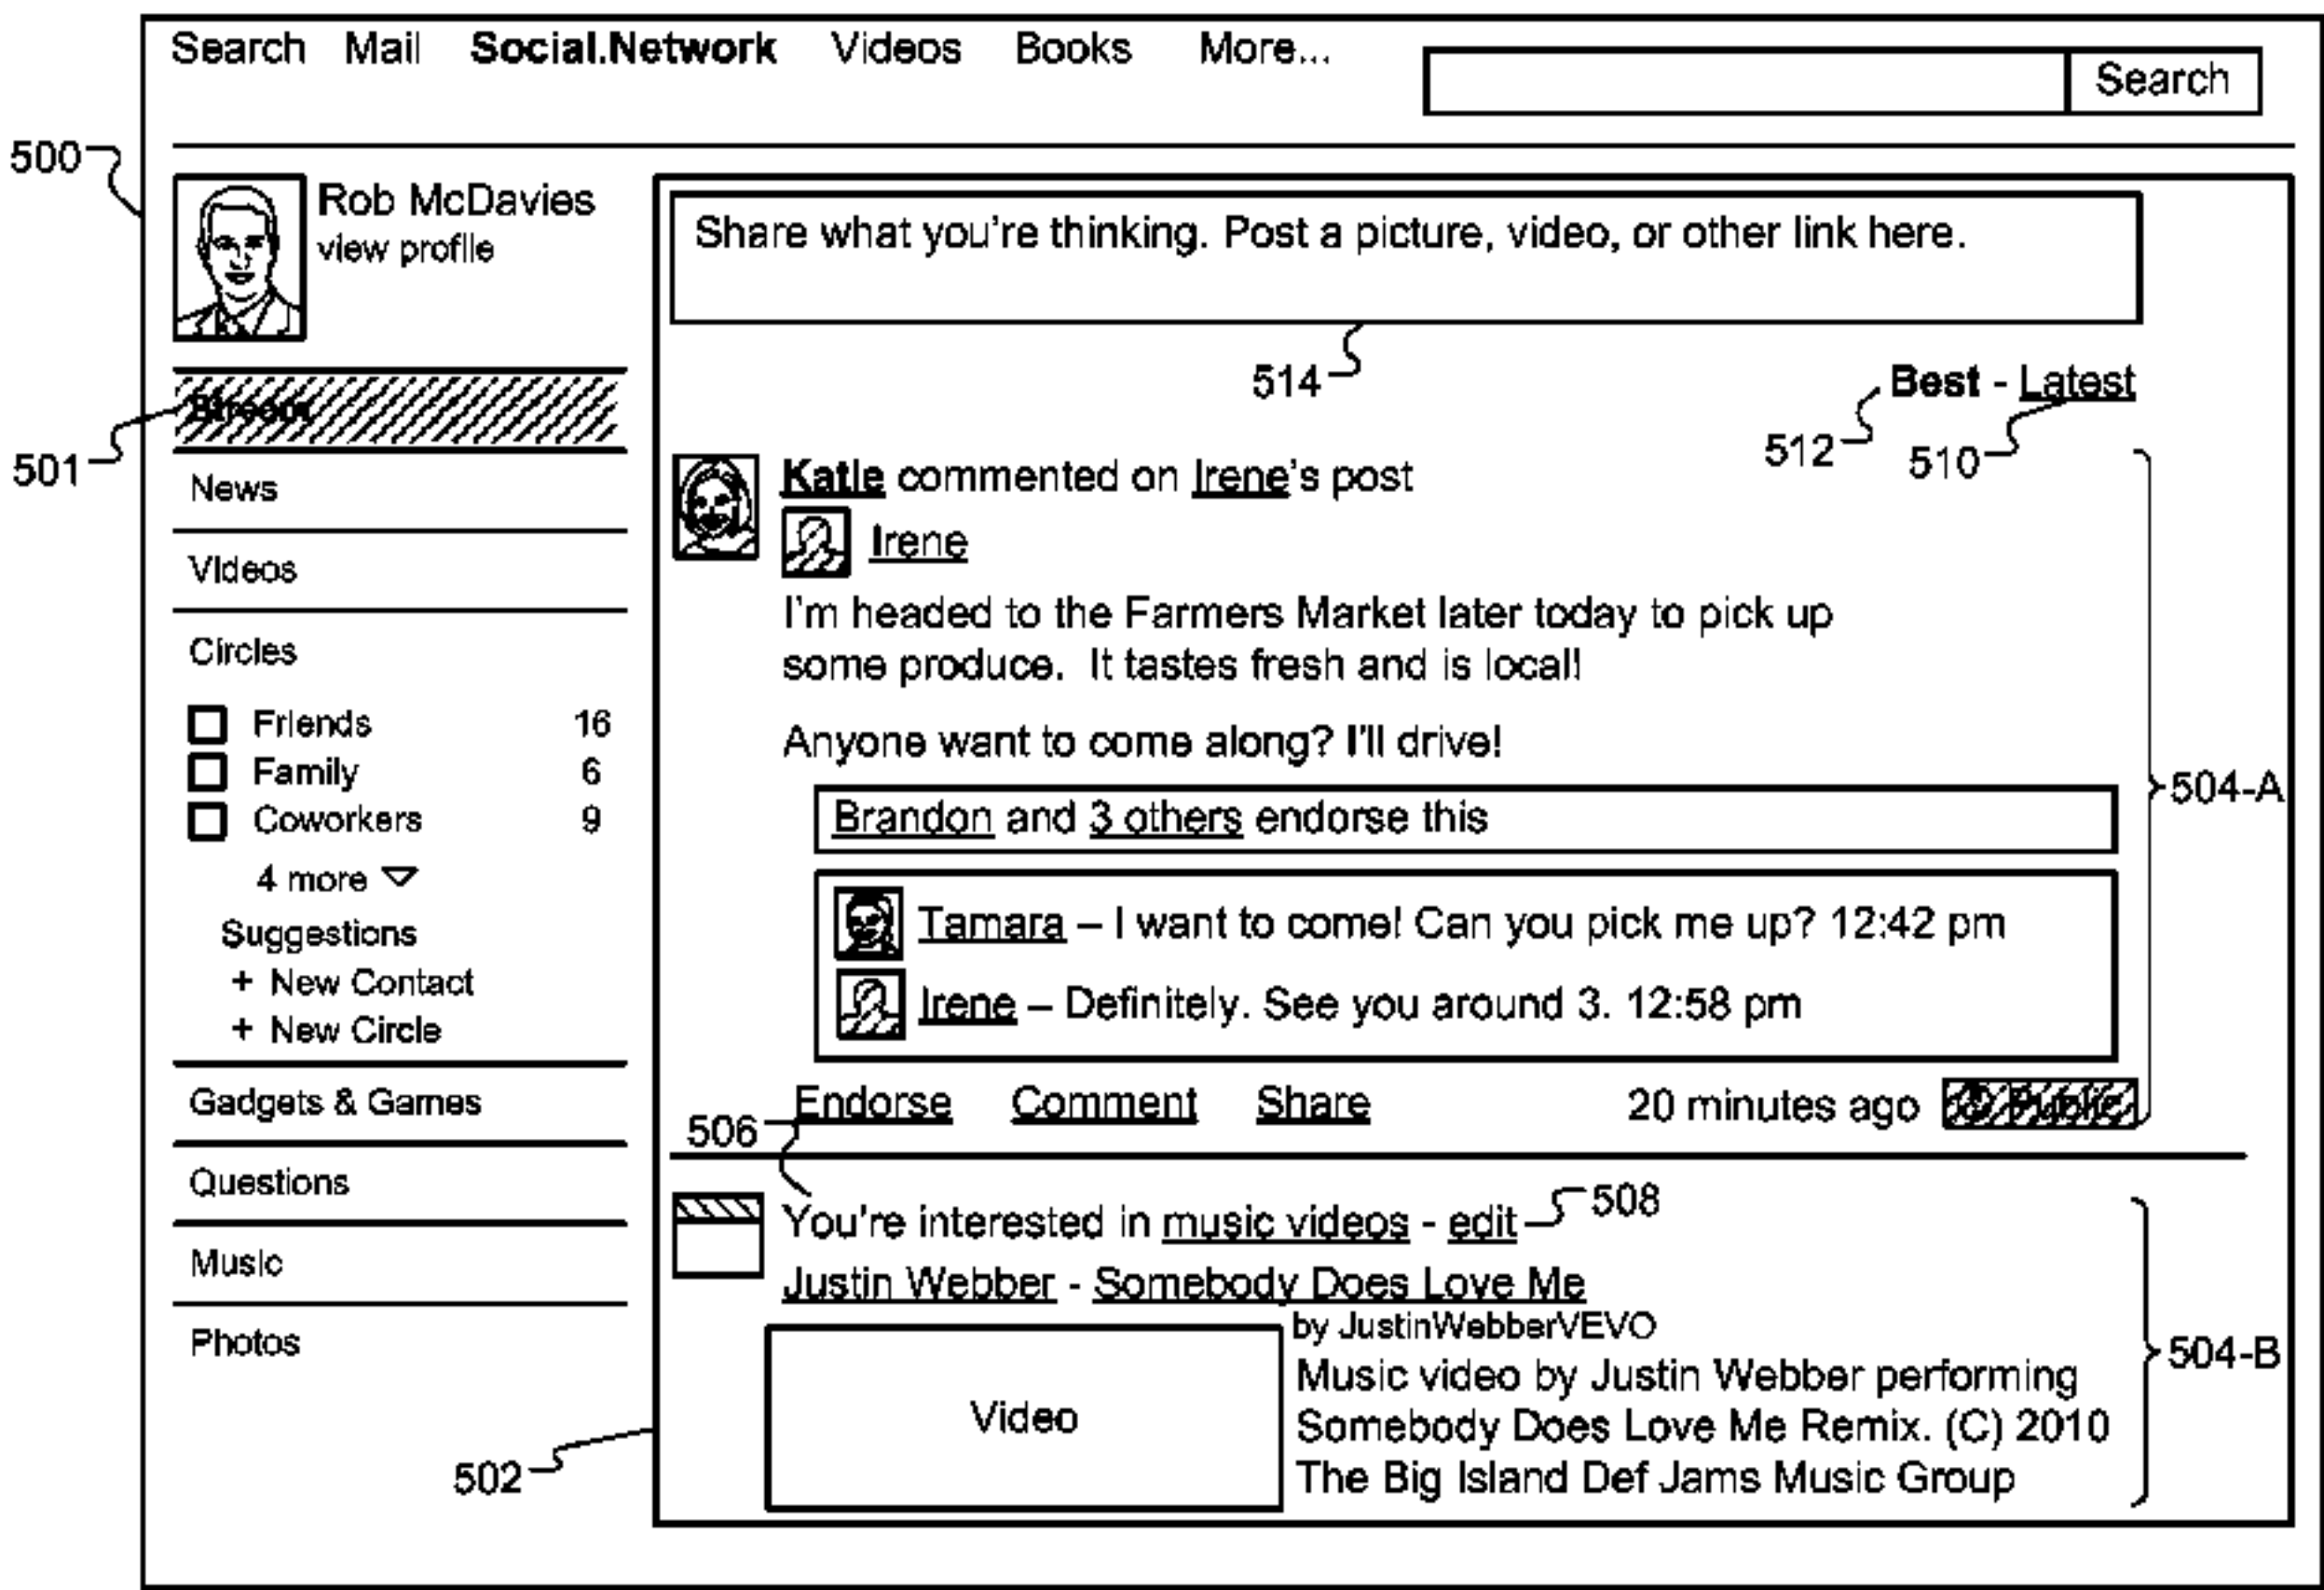 Search Mail Social.Network Videos Books More...
Search
500
Rob McDavies
view profile
Share what you're thinking. Post a picture, video, or other link here.
514
Best - Latest
512
510
501
Stream
News
Videos
Circles
Friends 16
Family 6
Coworkers 9
4 more
Suggestions
+ New Contact
+ New Circle
Gadgets & Games
Questions
Music
Photos
Katie commented on Irene's post
Irene
I'm headed to the Farmers Market later today to pick up
some produce. It tastes fresh and is local!
Anyone want to come along? I'll drive!
504-A
Brandon and 3 others endorse this
Tamara – I want to come! Can you pick me up? 12:42 pm
Irene – Definitely. See you around 3. 12:58 pm
Endorse Comment Share 20 minutes ago Public
506
508
You're interested in music videos - edit
Justin Webber - Somebody Does Love Me
by JustinWebberVEVO
Video
Music video by Justin Webber performing
Somebody Does Love Me Remix. (C) 2010
The Big Island Def Jams Music Group
504-B
502